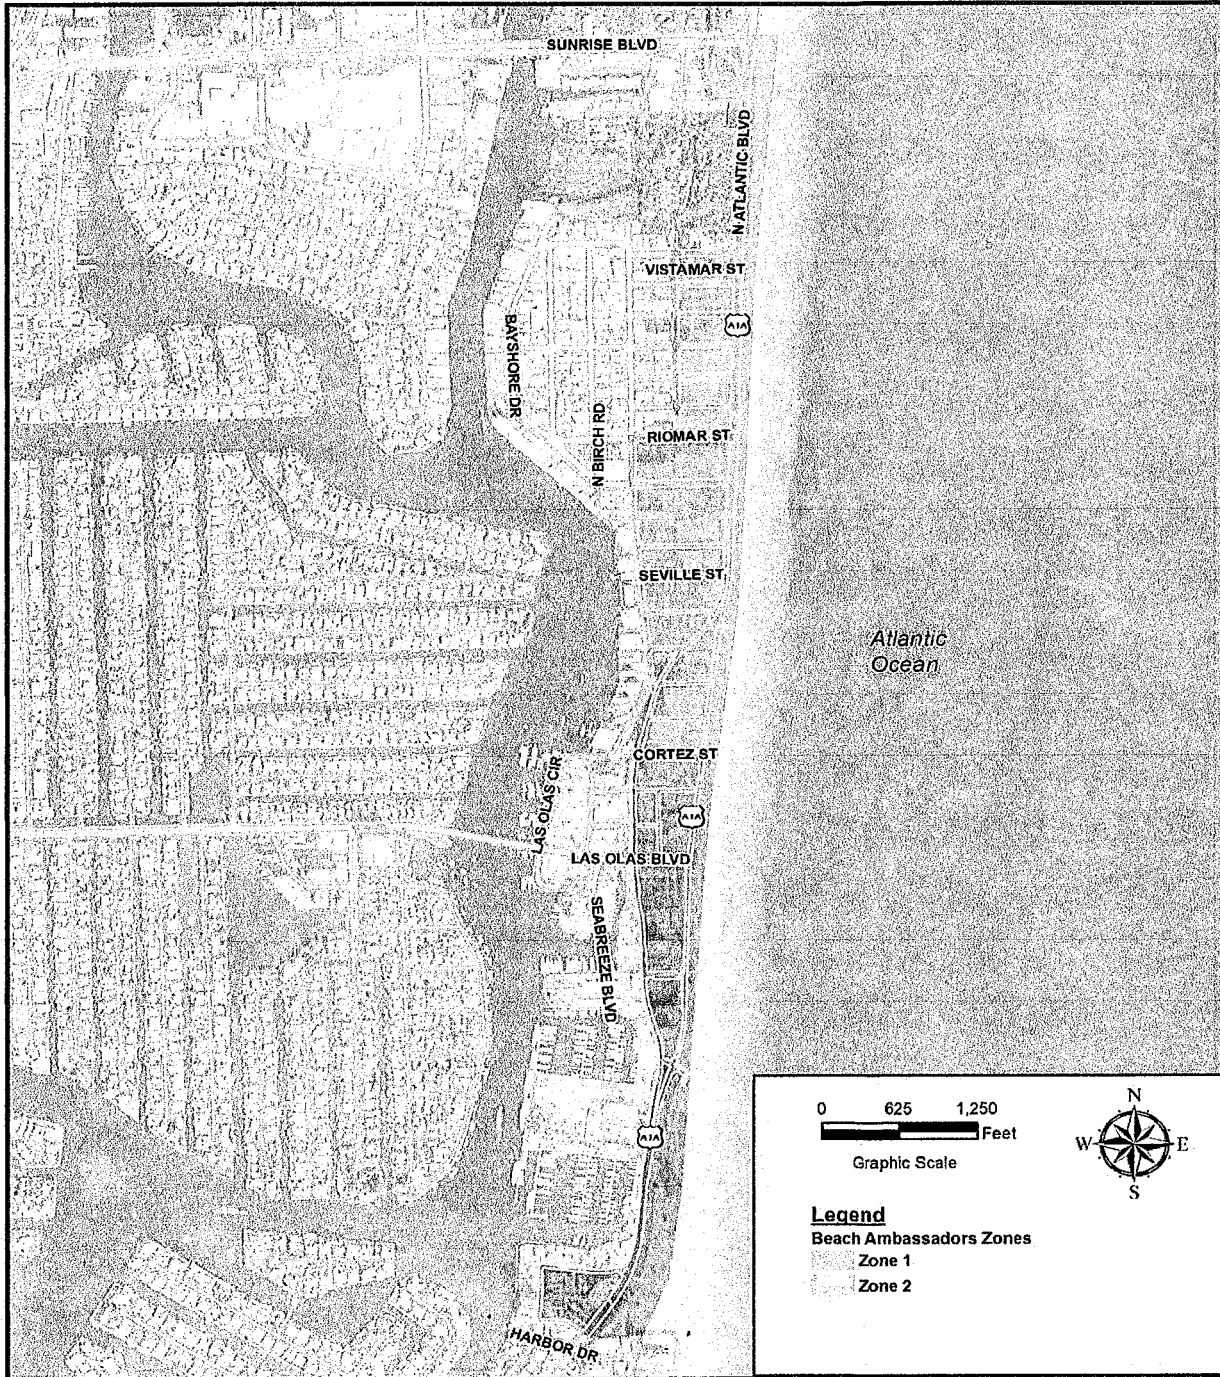 SUNRISE BLVD
N ATLANTIC BLVD
VISTAMAR ST
A1A
BAYSHORE DR
N BIRCH RD
RIOMAR ST
SEVILLE ST
Atlantic
Ocean
CORTEZ ST
LAS OLAS CIR
A1A
LAS OLAS BLVD
SEABREEZE BLVD
A1A
HARBOR DR
0 625 1,250
Feet
Graphic Scale
N
W E
S
Legend
Beach Ambassadors Zones
Zone 1
Zone 2